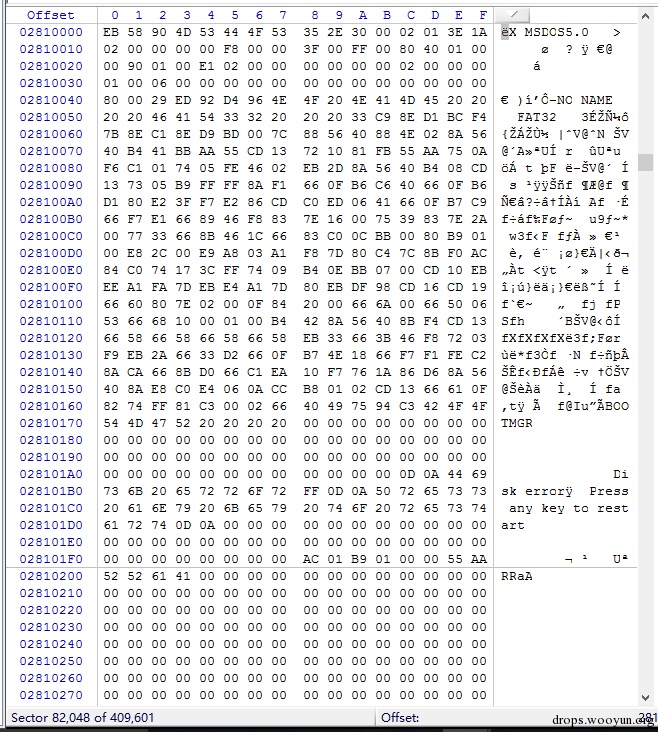 Offset 0 1 2 3 4 5 6 7 8 9 A B C D E F
02810000 EB 58 90 4D 53 44 4F 53 35 2E 30 00 02 01 3E 1A ëX MSDCS5.0 >
02810010 02 00 00 00 00 F8 00 00 3F 00 FF 00 80 40 01 00 ø ? ÿ €@
02810020 00 90 01 00 E1 02 00 00 00 00 00 00 02 00 00 00 á
02810030 01 00 06 00 00 00 00 00 00 00 00 00 00 00 00 00
02810040 80 00 29 ED 92 D4 96 4E 4F 20 4E 41 4D 45 20 20 € )í’Ô–NO NAME
02810050 20 20 46 41 54 33 32 20 20 20 33 C9 8E D1 BC F4 FAT32 3ÉŽÑ¼ô
02810060 7B 8E C1 8E D9 BD 00 7C 88 56 40 88 4E 02 8A 56 {ŽÁŽÙ½ |ˆV@ˆN ŠV
02810070 40 B4 41 BB AA 55 CD 13 72 10 81 FB 55 AA 75 0A @´A»ªUÍ r ûUªu
02810080 F6 C1 01 74 05 FE 46 02 EB 2D 8A 56 40 B4 08 CD öÁ t þF ë-ŠV@´ Í
02810090 13 73 05 B9 FF FF 8A F1 66 0F B6 C6 40 66 0F B6 s ¹ÿÿŠñf ¶Æ@f ¶
028100A0 D1 80 E2 3F F7 E2 86 CD C0 ED 06 41 66 0F B7 C9 Ñ€â?÷â†ÍÀí Af ·É
028100B0 66 F7 E1 66 89 46 F8 83 7E 16 00 75 39 83 7E 2A f÷áf‰Føƒ~ u9ƒ~*
028100C0 00 77 33 66 8B 46 1C 66 83 C0 0C BB 00 80 B9 01 w3f‹F fƒÀ » €¹
028100D0 00 E8 2C 00 E9 A8 03 A1 F8 7D 80 C4 7C 8B F0 AC è, é¨ ¡ø}€Ä|‹ð¬
028100E0 84 C0 74 17 3C FF 74 09 B4 0E BB 07 00 CD 10 EB „Àt <ÿt ´ » Í ë
028100F0 EE A1 FA 7D EB E4 A1 7D 80 EB DF 98 CD 16 CD 19 î¡ú}ëä¡}€ëß˜Í Í
02810100 66 60 80 7E 02 00 0F 84 20 00 66 6A 00 66 50 06 f`€~ „ fj fP
02810110 53 66 68 10 00 01 00 B4 42 8A 56 40 8B F4 CD 13 Sfh ´BŠV@‹ôÍ
02810120 66 58 66 58 66 58 66 58 EB 33 66 3B 46 F8 72 03 fXfXfXfXë3f;Før
02810130 F9 EB 2A 66 33 D2 66 0F B7 4E 18 66 F7 F1 FE C2 ùë*f3Òf ·N f÷ñþÂ
02810140 8A CA 66 8B D0 66 C1 EA 10 F7 76 1A 86 D6 8A 56 ŠÊf‹ÐfÁê ÷v †ÖŠV
02810150 40 8A E8 C0 E4 06 0A CC B8 01 02 CD 13 66 61 0F @ŠèÀä Ì¸ Í fa
02810160 82 74 FF 81 C3 00 02 66 40 49 75 94 C3 42 4F 4F ‚tÿ Ã f@Iu”ÃBOO
02810170 54 4D 47 52 20 20 20 20 00 00 00 00 00 00 00 00 TMGR
02810180 00 00 00 00 00 00 00 00 00 00 00 00 00 00 00 00
02810190 00 00 00 00 00 00 00 00 00 00 00 00 00 00 00 00
028101A0 00 00 00 00 00 00 00 00 00 00 00 00 0D 0A 44 69 Di
028101B0 73 6B 20 65 72 72 6F 72 FF 0D 0A 50 72 65 73 73 sk errorÿ Press
028101C0 20 61 6E 79 20 6B 65 79 20 74 6F 20 72 65 73 74 any key to rest
028101D0 61 72 74 0D 0A 00 00 00 00 00 00 00 00 00 00 00 art
028101E0 00 00 00 00 00 00 00 00 00 00 00 00 00 00 00 00
028101F0 00 00 00 00 00 00 00 00 AC 01 B9 01 00 00 55 AA ¬ ¹ Uª
02810200 52 52 61 41 00 00 00 00 00 00 00 00 00 00 00 00 RRaA
02810210 00 00 00 00 00 00 00 00 00 00 00 00 00 00 00 00
02810220 00 00 00 00 00 00 00 00 00 00 00 00 00 00 00 00
02810230 00 00 00 00 00 00 00 00 00 00 00 00 00 00 00 00
02810240 00 00 00 00 00 00 00 00 00 00 00 00 00 00 00 00
02810250 00 00 00 00 00 00 00 00 00 00 00 00 00 00 00 00
02810260 00 00 00 00 00 00 00 00 00 00 00 00 00 00 00 00
02810270 00 00 00 00 00 00 00 00 00 00 00 00 00 00 00 00
Sector 82,048 of 409,601 Offset:
drops.wooyun.org